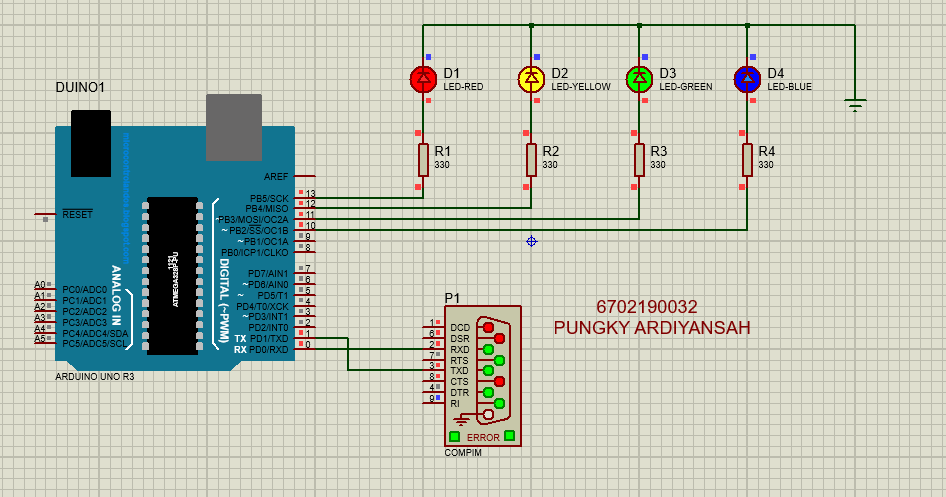 DUINO1
D1
LED-RED
D2
LED-YELLOW
D3
LED-GREEN
D4
LED-BLUE
R1
330
R2
330
R3
330
R4
330
AREF
13
PB5/SCK
12
PB4/MISO
11
PB3/MOSI/OC2A
10
~ PB2/SS/OC1B
9
~ PB1/OC1A
8
PB0/ICP1/CLKO
7
PD7/AIN1
6
~ PD6/AIN0
5
~ PD5/T1
4
PD4/T0/XCK
3
~ PD3/INT1
2
PD2/INT0
1
TX PD1/TXD
0
RX PD0/RXD
RESET
ANALOG IN
ATMEGA328P-PU
DIGITAL (~PWM)
A0
PC0/ADC0
A1
PC1/ADC1
A2
PC2/ADC2
A3
PC3/ADC3
A4
PC4/ADC4/SDA
A5
PC5/ADC5/SCL
ARDUINO UNO R3
P1
1
DCD
6
DSR
2
RXD
7
RTS
3
TXD
8
CTS
4
DTR
9
RI
ERROR
COMPIM
6702190032
PUNGKY ARDIYANSAH